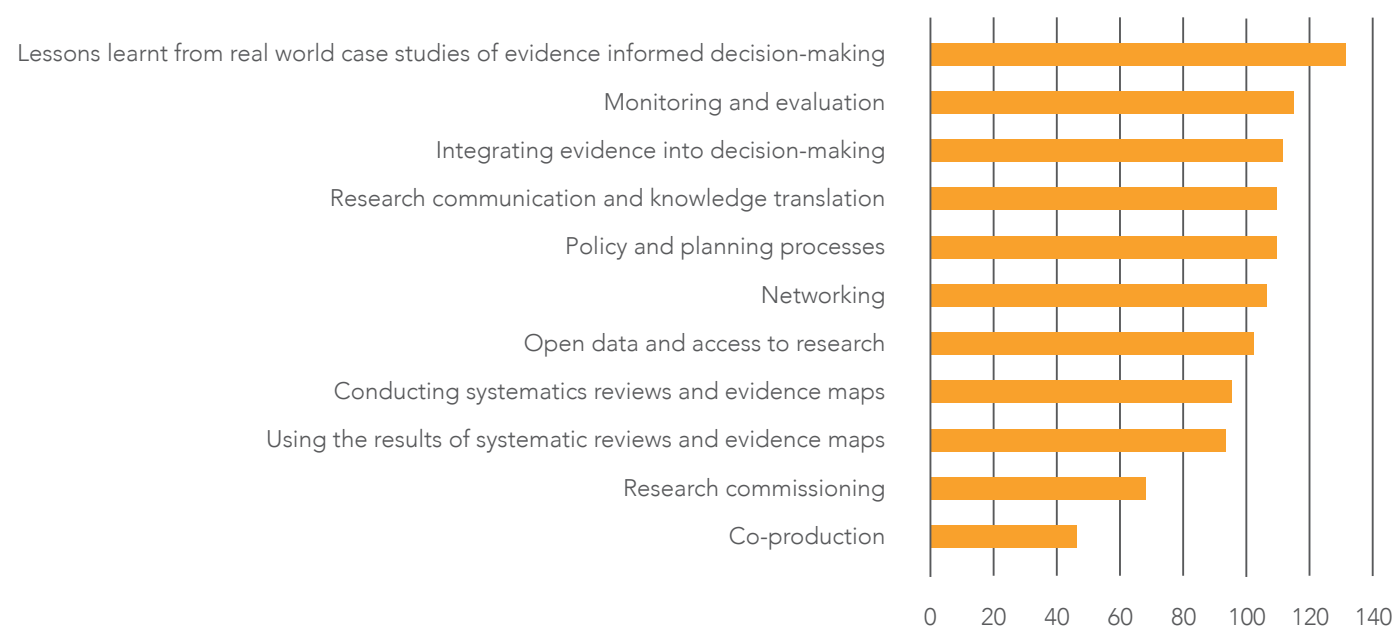 Lessons learnt from real world case studies of evidence informed decision-making
Monitoring and evaluation
Integrating evidence into decision-making
Research communication and knowledge translation
Policy and planning processes
Networking
Open data and access to research
Conducting systematics reviews and evidence maps
Using the results of systematic reviews and evidence maps
Research commissioning
Co-production
0 20 40 60 80 100 120 140